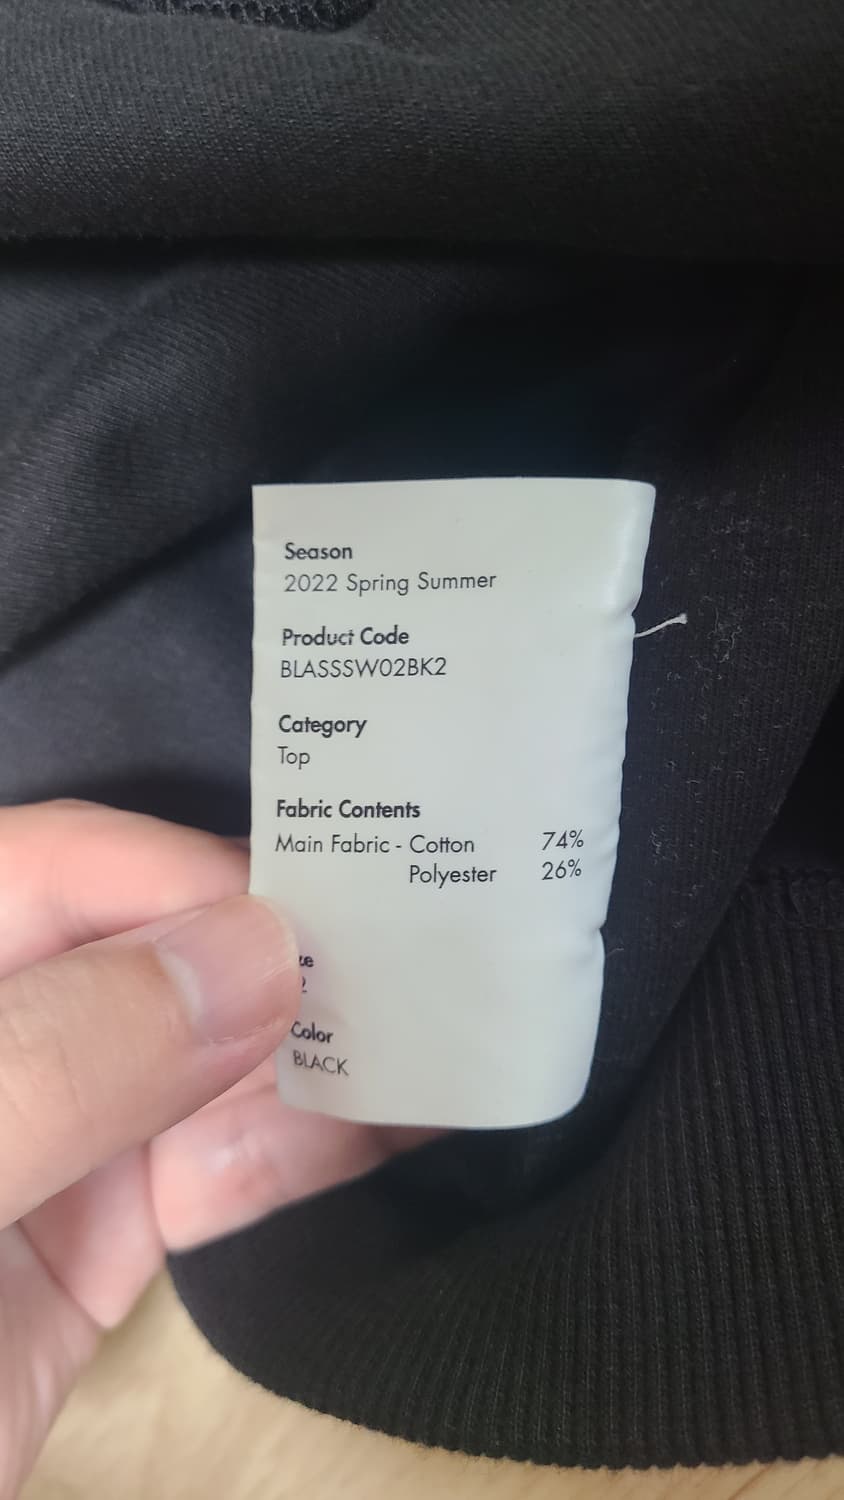 Season
2022 Spring Summer
Product Code
BLASSSW02BK2
Category
Top
Fabric Contents
Main Fabric - Cotton 74%
Polyester 26%
Color
BLACK